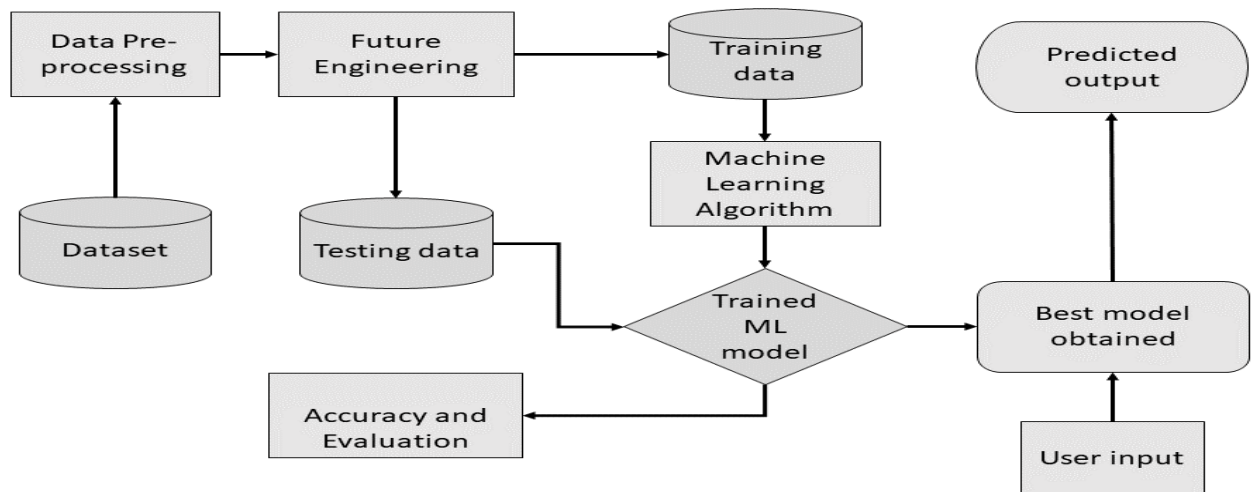 Data Pre-
processing
Future
Engineering
Training
data
Predicted
output
Machine
Learning
Algorithm
Dataset
Testing data
Trained
ML
model
Best model
obtained
Accuracy and
Evaluation
User input